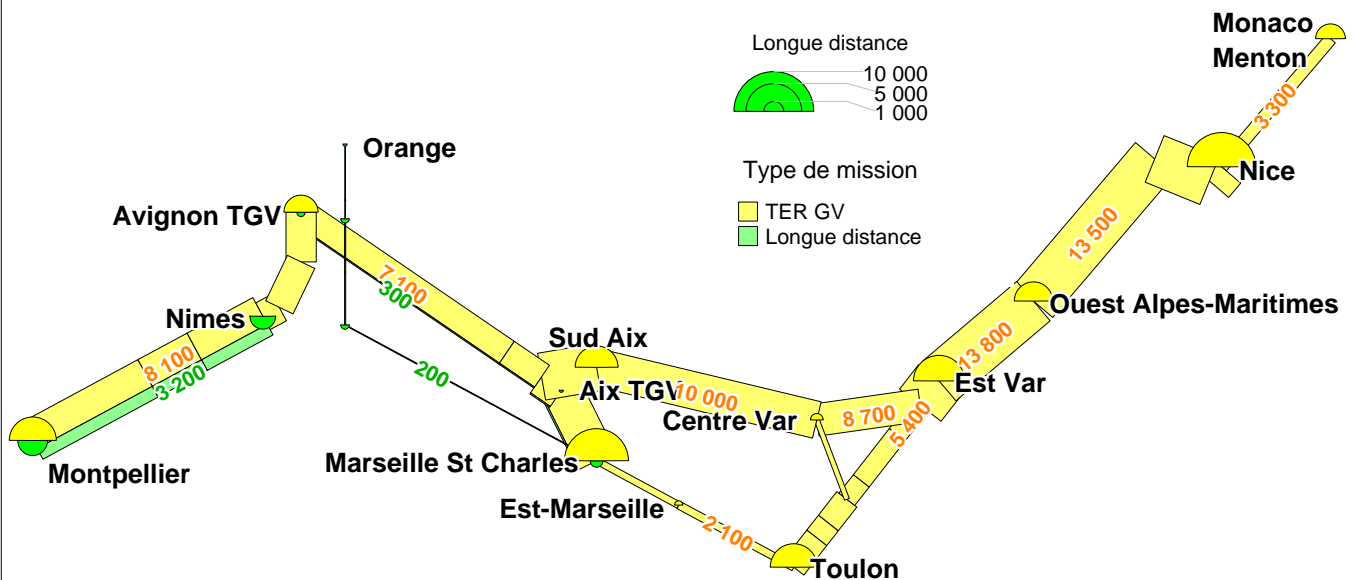 Monaco
Menton
Longue distance
10 000
5 000
1 000
3 300
Orange
Type de mission
Nice
TER GV
Longue distance
Avignon TGV
13 500
7 100
300
Ouest Alpes-Maritimes
Nimes
Sud Aix
13 800
8 100
3 200
200
Aix TGV
10 000
Est Var
Centre Var
8 700
5 400
Marseille St Charles
Montpellier
Est-Marseille
2 100
Toulon